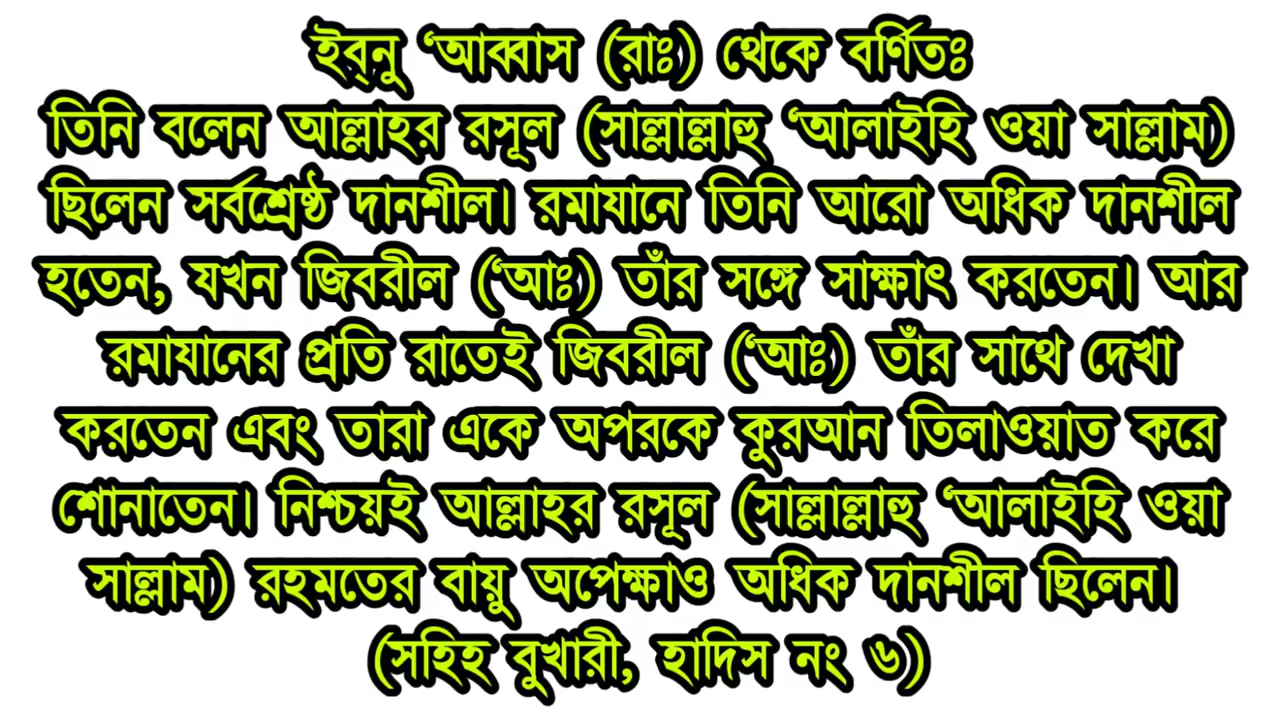 ইব্‌নু ‘আব্বাস (রাঃ) থেকে বর্ণিতঃ
তিনি বলেন আল্লাহর রসূল (সাল্লাল্লাহু ‘আলাইহি ওয়া সাল্লাম)
ছিলেন সর্বশ্রেষ্ঠ দানশীল। রমাযানে তিনি আরো অধিক দানশীল
হতেন, যখন জিবরীল (‘আঃ) তাঁর সঙ্গে সাক্ষাৎ করতেন। আর
রমাযানের প্রতি রাতেই জিবরীল (‘আঃ) তাঁর সাথে দেখা
করতেন এবং তারা একে অপরকে কুরআন তিলাওয়াত করে
শোনাতেন। নিশ্চয়ই আল্লাহর রসূল (সাল্লাল্লাহু ‘আলাইহি ওয়া
সাল্লাম) রহমতের বায়ু অপেক্ষাও অধিক দানশীল ছিলেন।
(সহিহ বুখারী, হাদিস নং ৬)